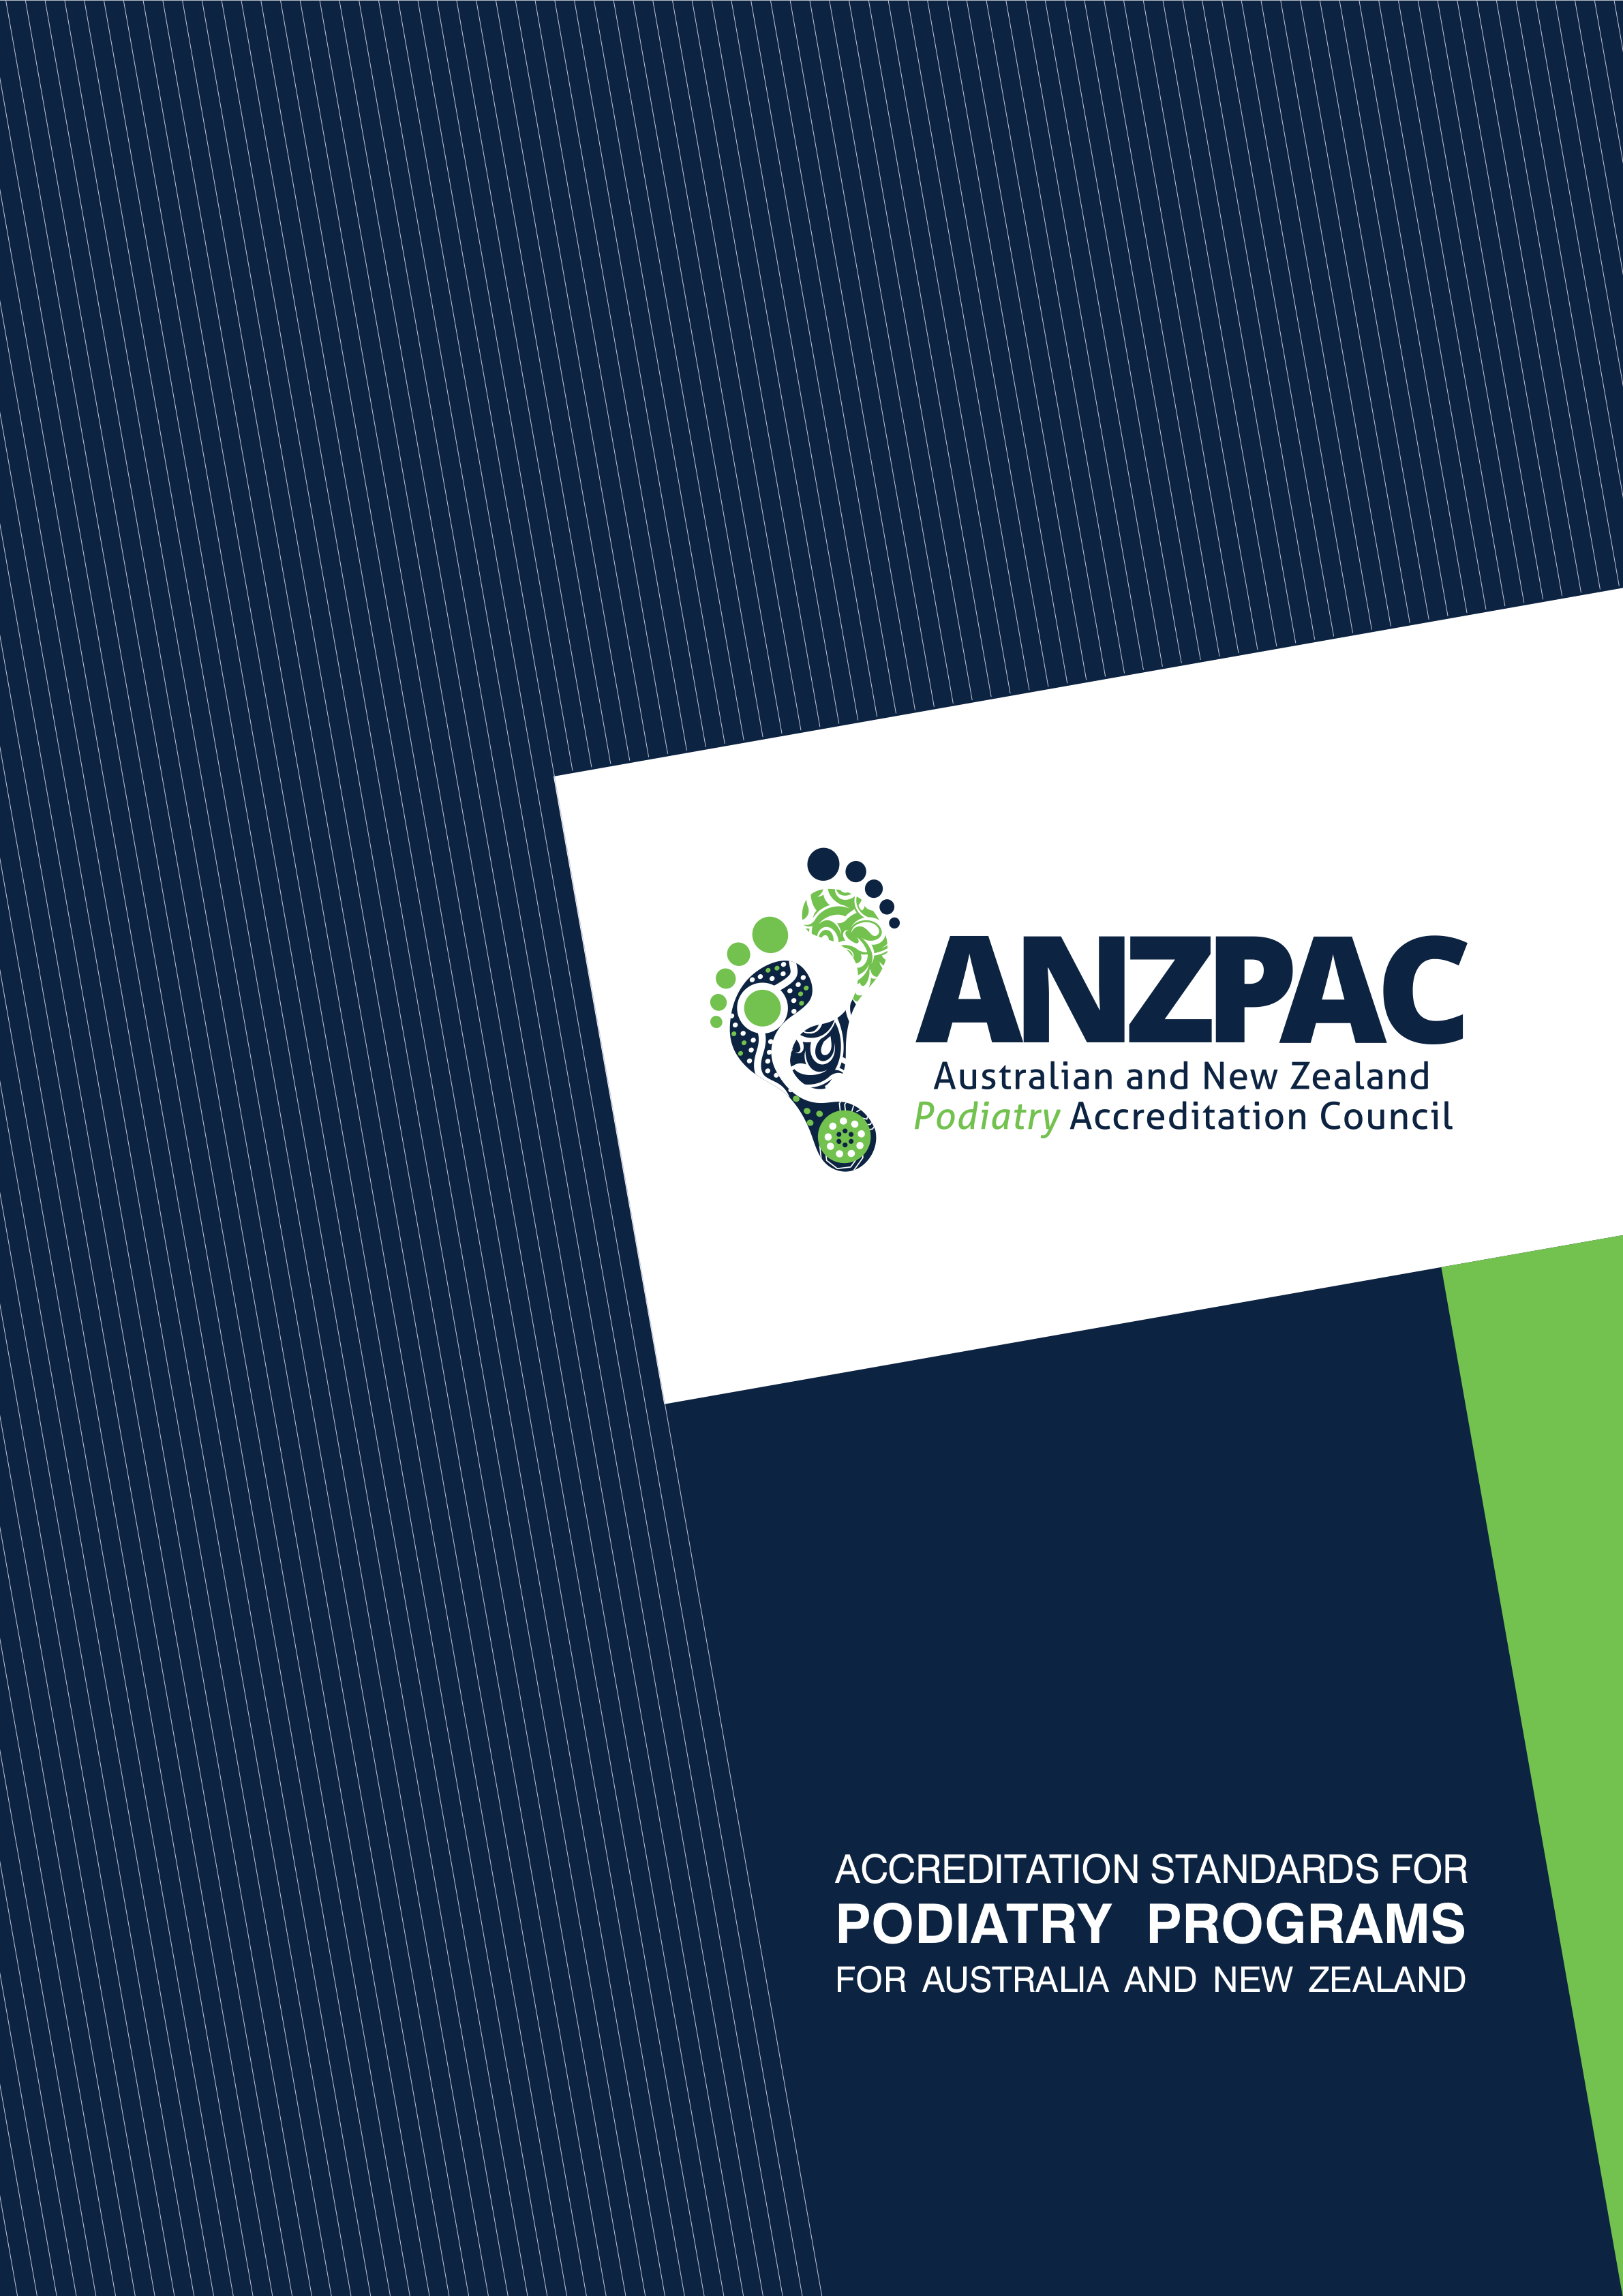 ANZPAC
Australian and New Zealand
Podiatry Accreditation Council
ACCREDITATION STANDARDS FOR
PODIATRY PROGRAMS
FOR AUSTRALIA AND NEW ZEALAND